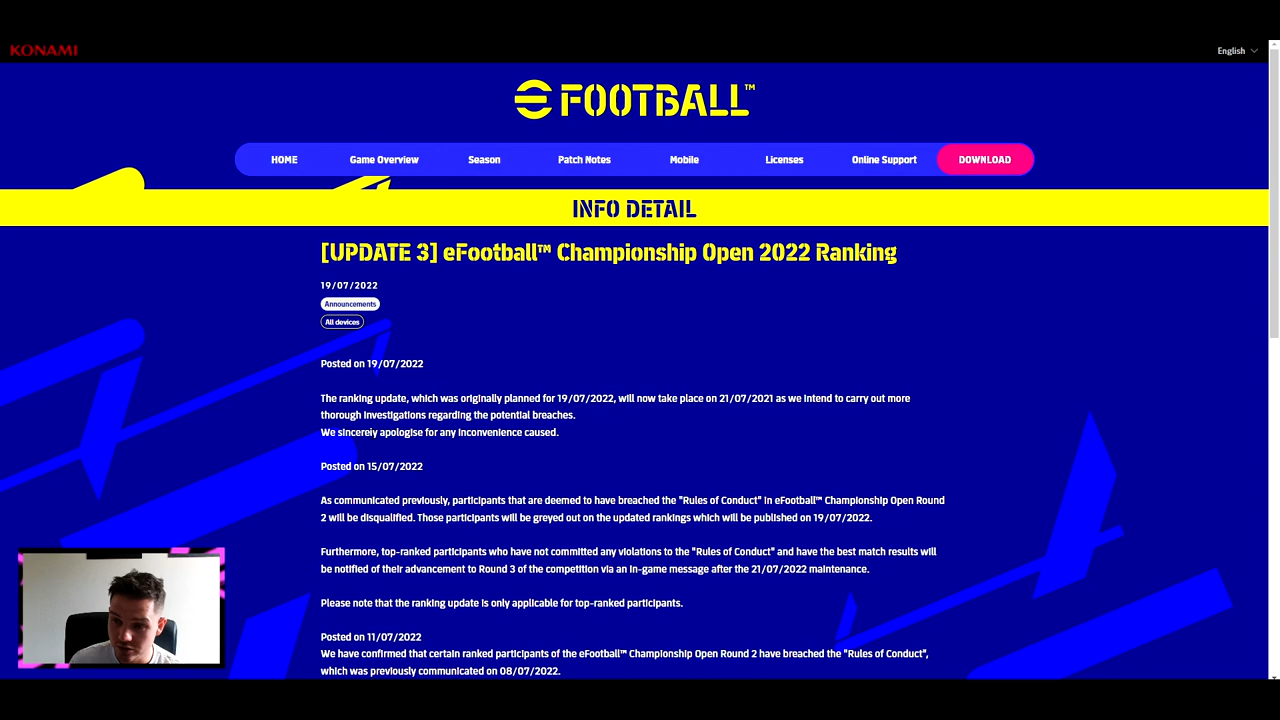 KONAMI
English
FOOTBALL™
HOME Game Overview Season Patch Notes Mobile Licenses Online Support DOWNLOAD
INFO DETAIL
[UPDATE 3] eFootball™ Championship Open 2022 Ranking
19/07/2022
Announcements
All devices
Posted on 19/07/2022
The ranking update, which was originally planned for 19/07/2022, will now take place on 21/07/2021 as we intend to carry out more
thorough investigations regarding the potential breaches.
We sincerely apologise for any inconvenience caused.
Posted on 15/07/2022
As communicated previously, participants that are deemed to have breached the "Rules of Conduct" in eFootball™ Championship Open Round
2 will be disqualified. Those participants will be greyed out on the updated rankings which will be published on 19/07/2022.
Furthermore, top-ranked participants who have not committed any violations to the "Rules of Conduct" and have the best match results will
be notified of their advancement to Round 3 of the competition via an in-game message after the 21/07/2022 maintenance.
Please note that the ranking update is only applicable for top-ranked participants.
Posted on 11/07/2022
We have confirmed that certain ranked participants of the eFootball™ Championship Open Round 2 have breached the "Rules of Conduct",
which was previously communicated on 08/07/2022.